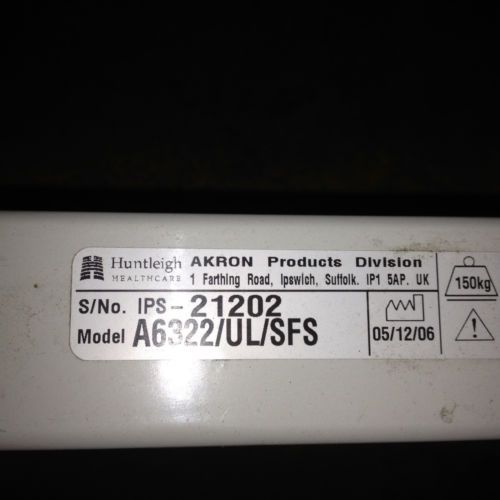 Huntleigh
HEALTHCARE
AKRON Products Division
1 Farthing Road, Ipswich, Suffolk. IP1 5AP. UK
150kg
S/No. IPS-21202
Model A6322/UL/SFS
05/12/06